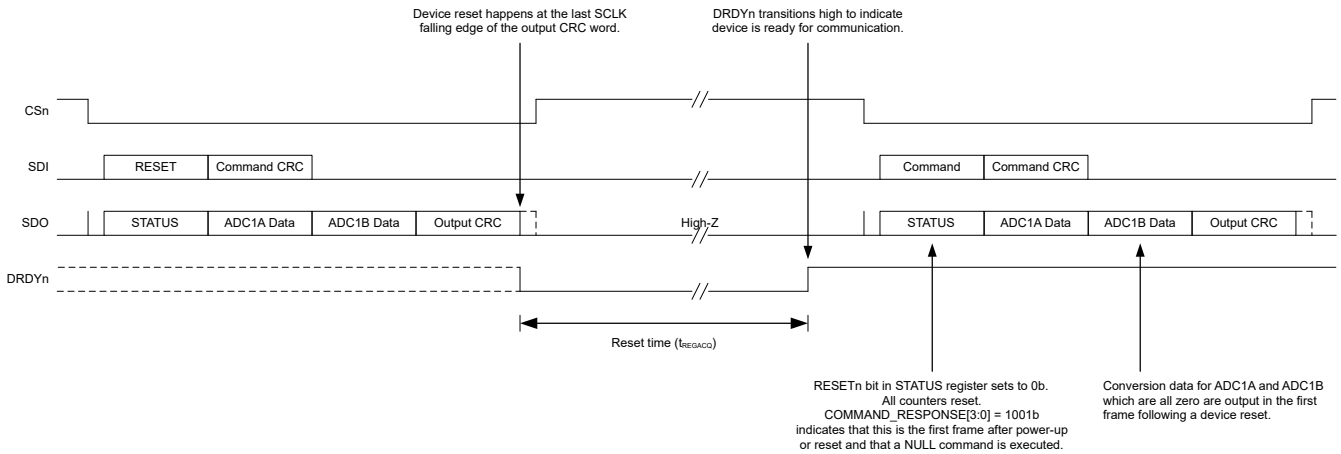 Device reset happens at the last SCLK
falling edge of the output CRC word.
DRDYn transitions high to indicate
device is ready for communication.
CSn
SDI
RESET
Command CRC
Command
Command CRC
SDO
STATUS
ADC1A Data
ADC1B Data
Output CRC
High-Z
STATUS
ADC1A Data
ADC1B Data
Output CRC
DRDYn
Reset time (tREGACQ)
RESETn bit in STATUS register sets to 0b.
All counters reset.
COMMAND_RESPONSE[3:0] = 1001b
indicates that this is the first frame after power-up
or reset and that a NULL command is executed.
Conversion data for ADC1A and ADC1B
which are all zero are output in the first
frame following a device reset.